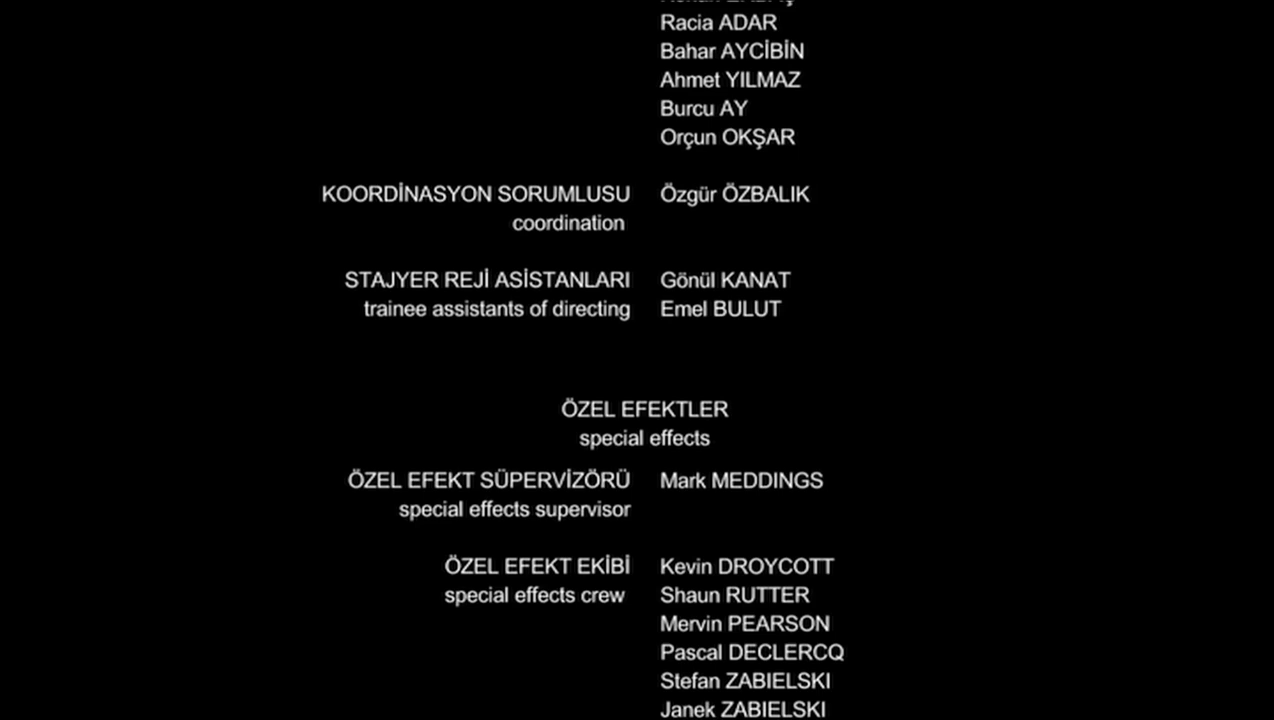 Racia ADAR
Bahar AYCİBİN
Ahmet YILMAZ
Burcu AY
Orçun OKŞAR
KOORDİNASYON SORUMLUSU Özgür ÖZBALIK
coordination
STAJYER REJİ ASİSTANLARI Gönül KANAT
trainee assistants of directing Emel BULUT
ÖZEL EFEKTLER
special effects
ÖZEL EFEKT SÜPERVİZÖRÜ Mark MEDDINGS
special effects supervisor
ÖZEL EFEKT EKİBİ Kevin DROYCOTT
special effects crew Shaun RUTTER
Mervin PEARSON
Pascal DECLERCQ
Stefan ZABIELSKI
Janek ZABIELSKI